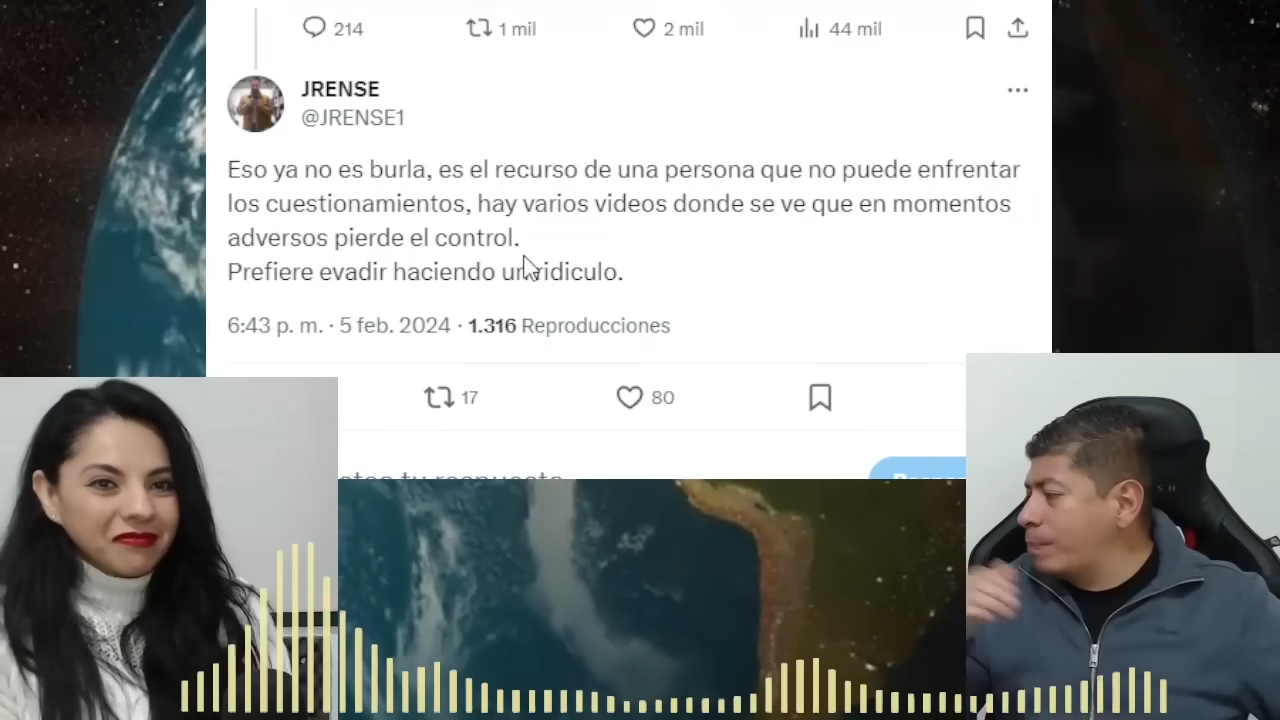 214 1 mil 2 mil 44 mil
JRENSE
@JRENSE1
Eso ya no es burla, es el recurso de una persona que no puede enfrentar
los cuestionamientos, hay varios videos donde se ve que en momentos
adversos pierde el control.
Prefiere evadir haciendo un ridiculo.
6:43 p. m. · 5 feb. 2024 · 1.316 Reproducciones
17 80